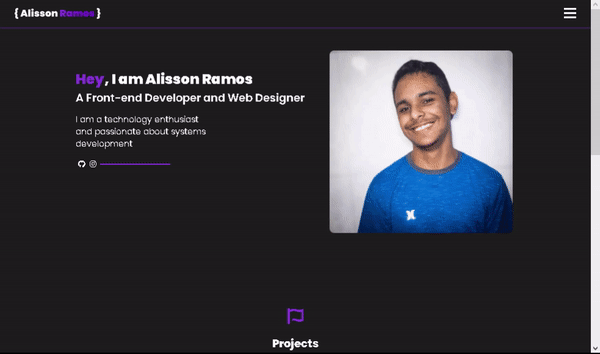 { Alisson Ramos }
Hey, I am Alisson Ramos
A Front-end Developer and Web Designer
I am a technology enthusiast
and passionate about systems
development
Projects